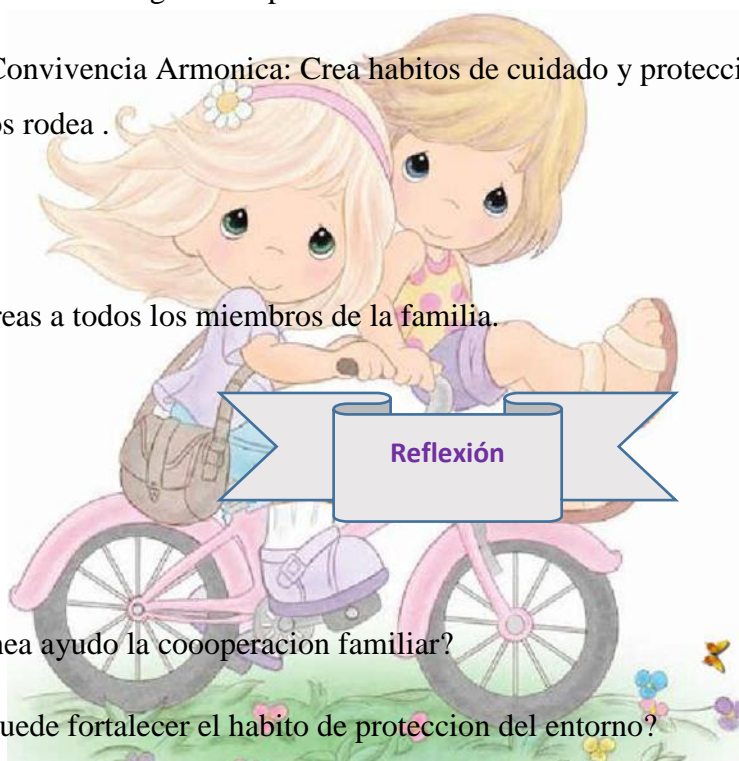 Convivencia Armonica: Crea habitos de cuidado y protecci
os rodea .
reas a todos los miembros de la familia.
Reflexión
nea ayudo la coooperacion familiar?
uede fortalecer el habito de proteccion del entorno?